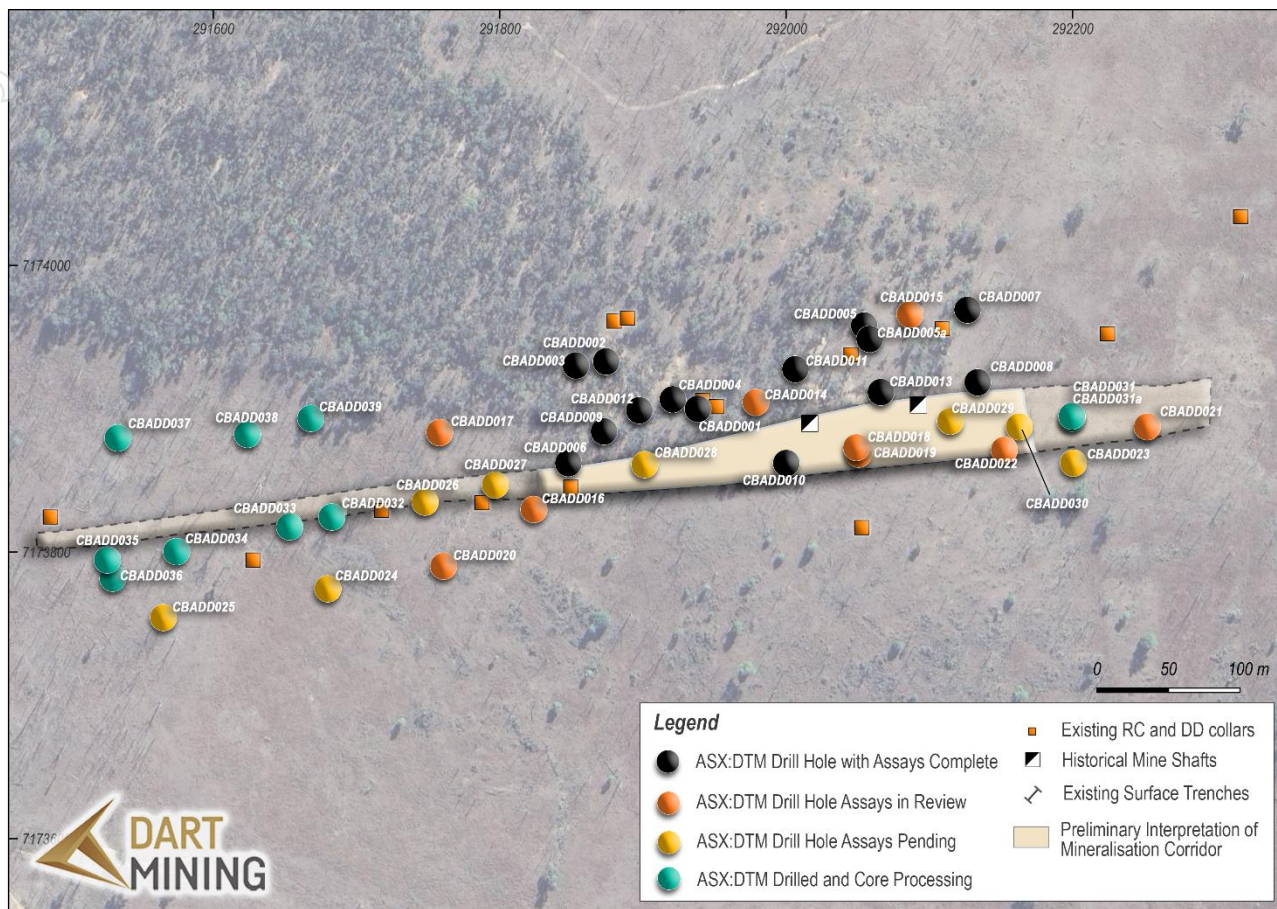 291600 291800 292000 292200
7174000
CBADD015
CBADD007
CBADD005
CBADD005a
CBADD002
CBADD003
CBADD011
CBADD008
CBADD004
CBADD013
CBADD012
CBADD014
CBADD039
CBADD038
CBADD037
CBADD017
CBADD009
CBADD001
CBADD029
CBADD031
CBADD031a
CBADD021
CBADD006
CBADD028
CBADD018
CBADD019
CBADD010
CBADD022
CBADD023
CBADD027
CBADD026
CBADD030
CBADD032
CBADD033
CBADD016
7173800
CBADD035
CBADD034
CBADD036
CBADD020
CBADD024
CBADD025
0 50 100 m
Legend
ASX:DTM Drill Hole with Assays Complete
ASX:DTM Drill Hole Assays in Review
ASX:DTM Drill Hole Assays Pending
ASX:DTM Drilled and Core Processing
Existing RC and DD collars
Historical Mine Shafts
Existing Surface Trenches
Preliminary Interpretation of
Mineralisation Corridor
DART
MINING